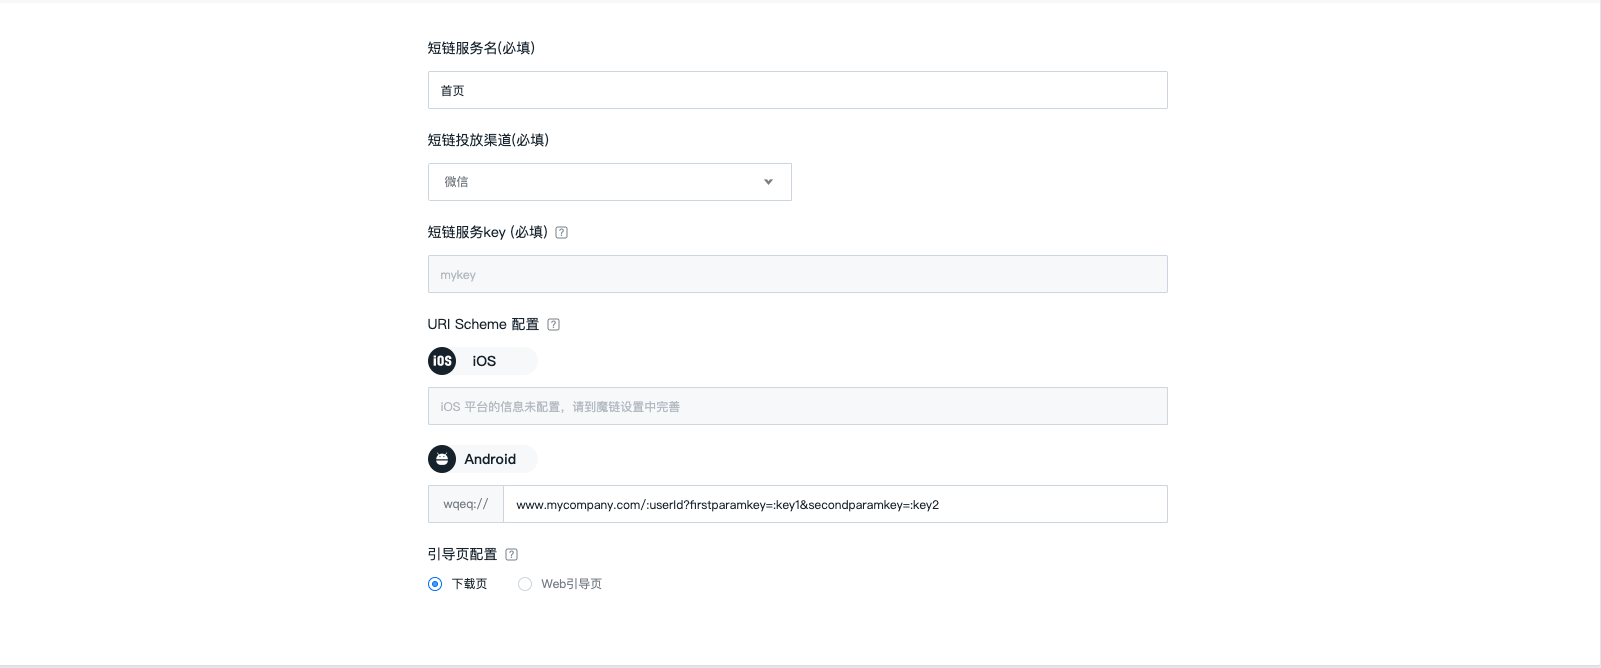 短链服务名(必填)
首页
短链投放渠道(必填)
微信
短链服务key (必填) ?
mykey
URI Scheme 配置 ?
iOS iOS
iOS 平台的信息未配置，请到魔链设置中完善
Android
wqeq:// www.mycompany.com/:userId?firstparamkey=:key1&secondparamkey=:key2
引导页配置 ?
下载页 Web引导页